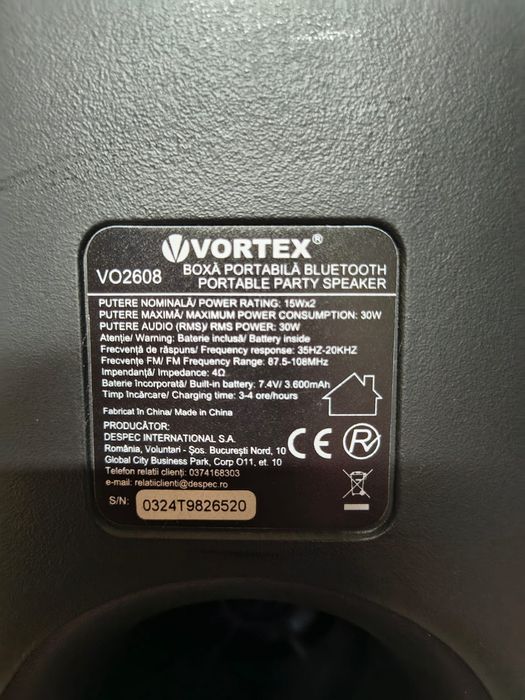 VORTEX®
VO2608
BOXĂ PORTABILĂ BLUETOOTH
PORTABLE PARTY SPEAKER
PUTERE NOMINALĂ/ POWER RATING: 15Wx2
PUTERE MAXIMĂ/ MAXIMUM POWER CONSUMPTION: 30W
PUTERE AUDIO (RMS)/ RMS POWER: 30W
Atenție/ Warning: Baterie inclusă/ Battery inside
Frecvență de răspuns/ Frequency response: 35HZ-20KHZ
Frecvențe FM/ FM Frequency Range: 87.5-108MHz
Impendanță/ Impedance: 4Ω
Baterie încorporată/ Built-in battery: 7.4V/ 3.600mAh
Timp încărcare/ Charging time: 3-4 ore/hours
Fabricat în China/ Made in China
PRODUCĂTOR:
DESPEC INTERNATIONAL S.A.
România, Voluntari - Șos. București Nord, 10
Global City Business Park, Corp O11, et. 10
Telefon relatii clienți: 0374168303
e-mail: relatiiclienti@despec.ro
CE
S/N: 0324T9826520